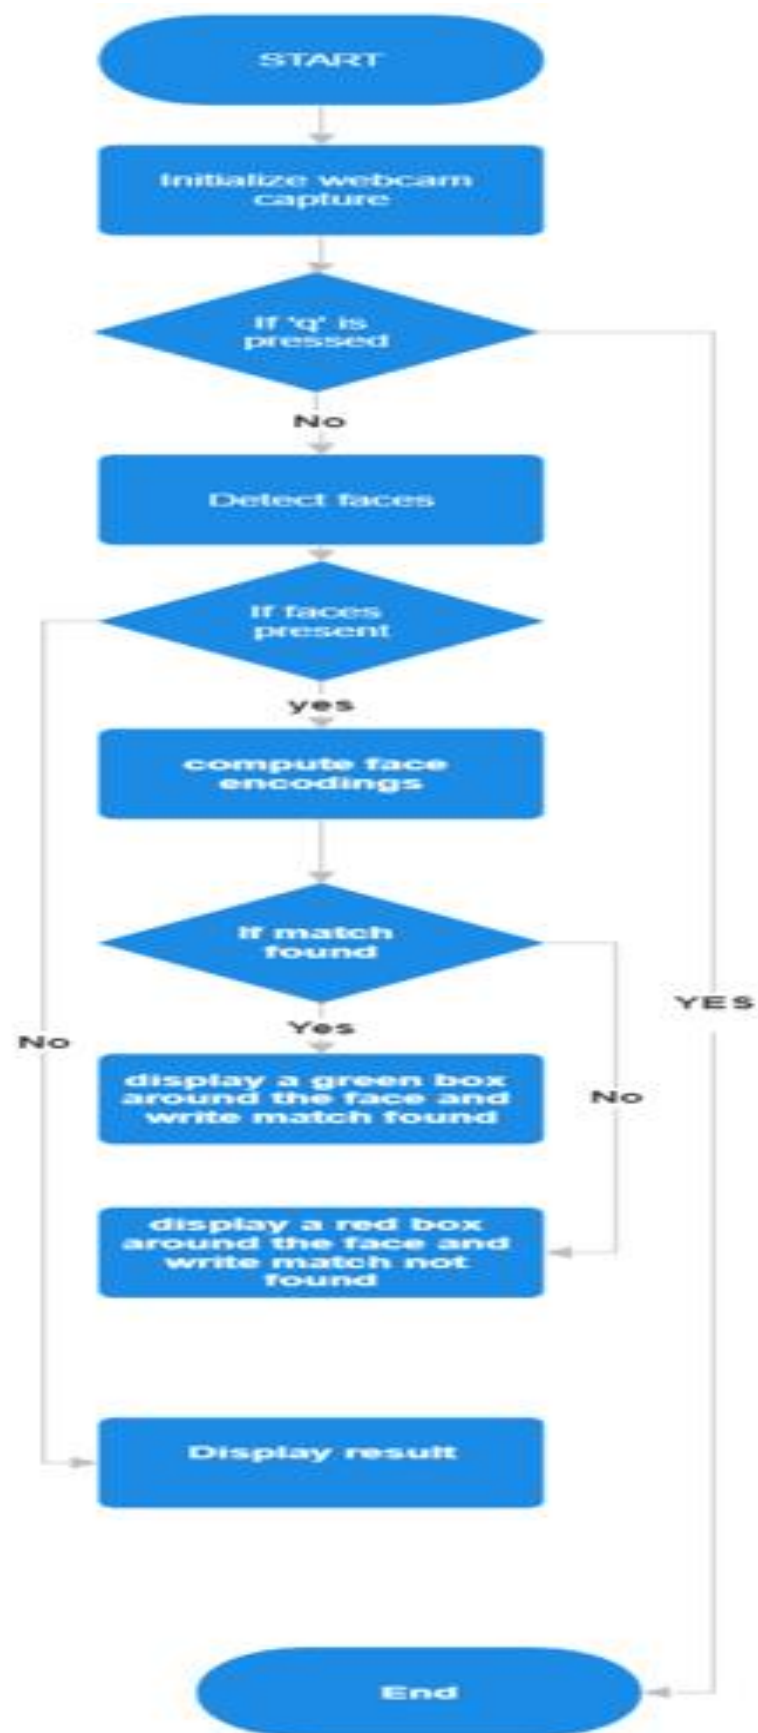 START
Initialize webcam
capture
If 'q' is
pressed
No
Detect faces
If faces
present
yes
compute face
encodings
If match
found
Yes
No
display a green box
around the face and
write match found
No
YES
display a red box
around the face and
write match not
found
Display result
End